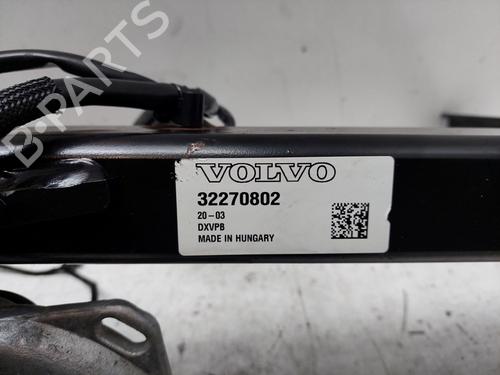 B-PARTS
VOLVO
32270802
20-03
DXVPB
MADE IN HUNGARY